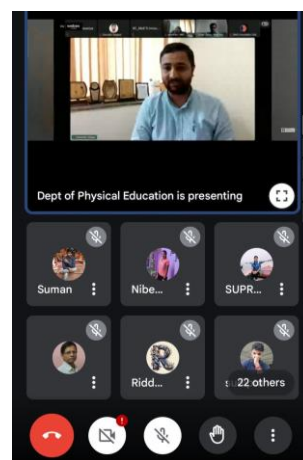 Dept of Physical Education is presenting
Suman
Nibe...
SUPR...
Ridd...
22 others